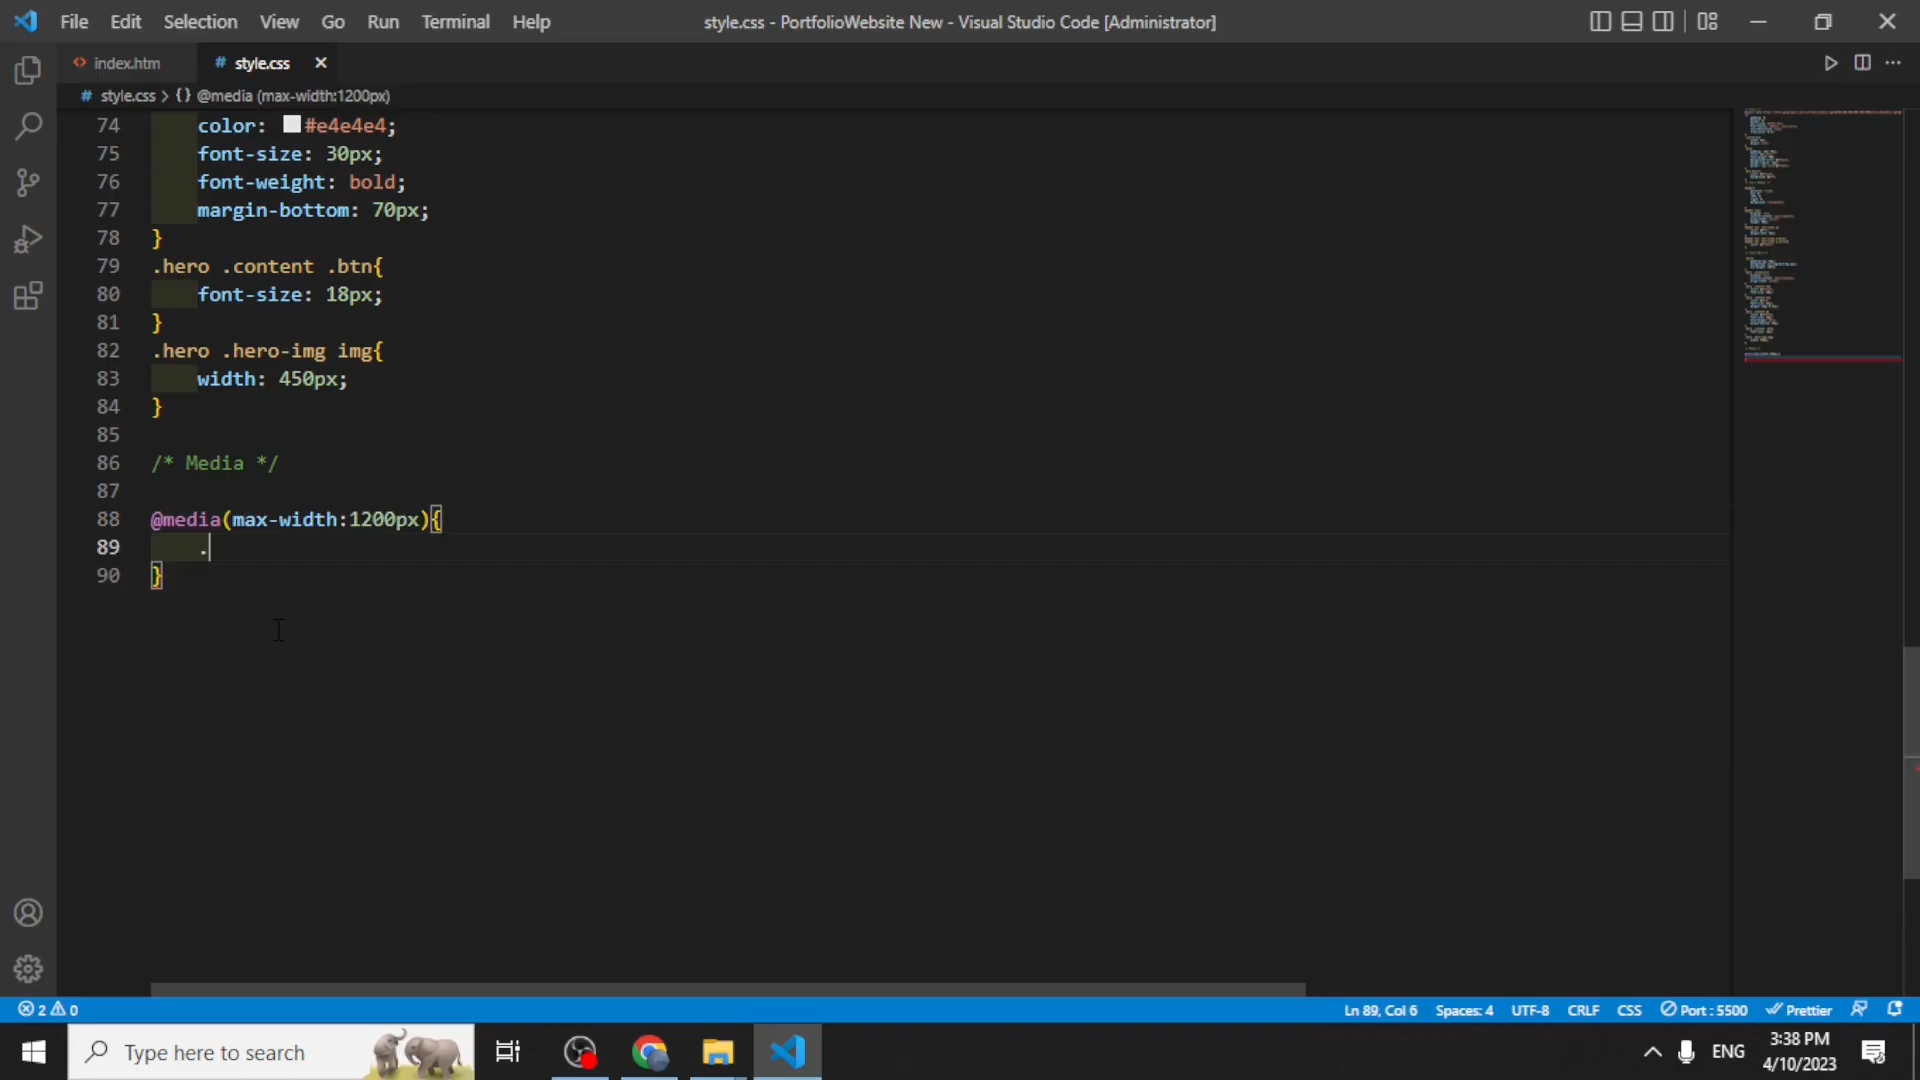 File Edit Selection View Go Run Terminal Help
style.css - PortfolioWebsite New - Visual Studio Code [Administrator]
<> index.htm
# style.css
# style.css > {} @media (max-width:1200px)
74 color: #e4e4e4;
75 font-size: 30px;
76 font-weight: bold;
77 margin-bottom: 70px;
78 }
79 .hero .content .btn{
80 font-size: 18px;
81 }
82 .hero .hero-img img{
83 width: 450px;
84 }
85
86 /* Media */
87
88 @media(max-width:1200px){
89 .
90 }
2 0
Ln 89, Col 6 Spaces: 4 UTF-8 CRLF CSS Port : 5500 Prettier
Type here to search
ENG
3:38 PM
4/10/2023